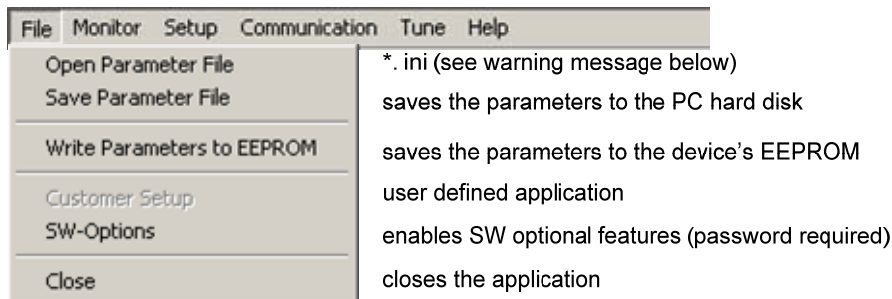 File Monitor Setup Communication Tune Help
Open Parameter File *. ini (see warning message below)
Save Parameter File saves the parameters to the PC hard disk
Write Parameters to EEPROM saves the parameters to the device's EEPROM
Customer Setup user defined application
SW-Options enables SW optional features (password required)
Close closes the application